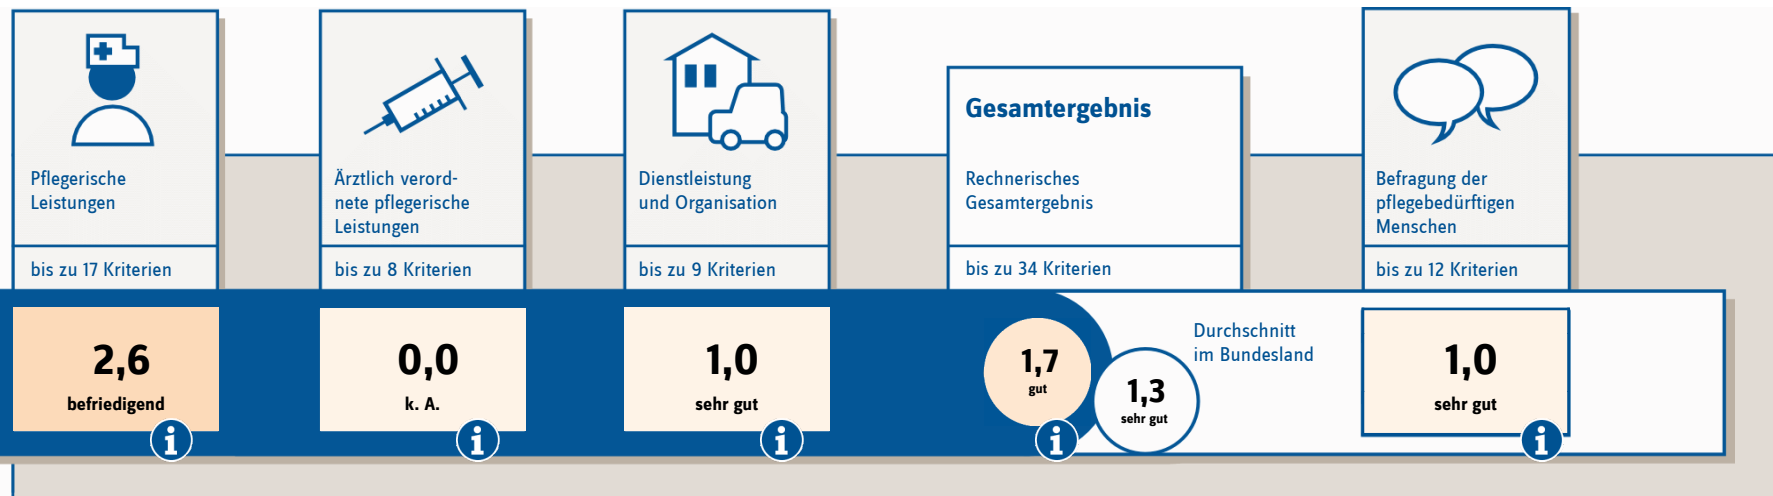 Pflegerische
Leistungen
bis zu 17 Kriterien
2,6
befriedigend
i
Ärztlich verord-
nete pflegerische
Leistungen
bis zu 8 Kriterien
0,0
k. A.
i
Dienstleistung
und Organisation
bis zu 9 Kriterien
1,0
sehr gut
i
Gesamtergebnis
Rechnerisches
Gesamtergebnis
bis zu 34 Kriterien
1,7
gut
i
Durchschnitt
im Bundesland
1,3
sehr gut
Befragung der
pflegebedürftigen
Menschen
bis zu 12 Kriterien
1,0
sehr gut
i